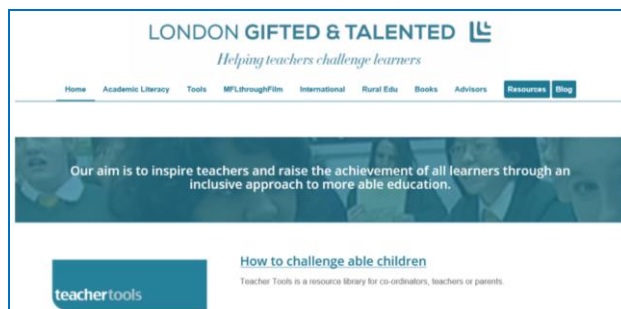 LONDON GIFTED & TALENTED
Helping teachers challenge learners
Home Academic Literacy Tools MFLthroughFilm International Rural Edu Books Advisors Resources Blog
Our aim is to inspire teachers and raise the achievement of all learners through an
inclusive approach to more able education.
How to challenge able children
Teacher Tools is a resource library for co-ordinators, teachers or parents.
teachertools